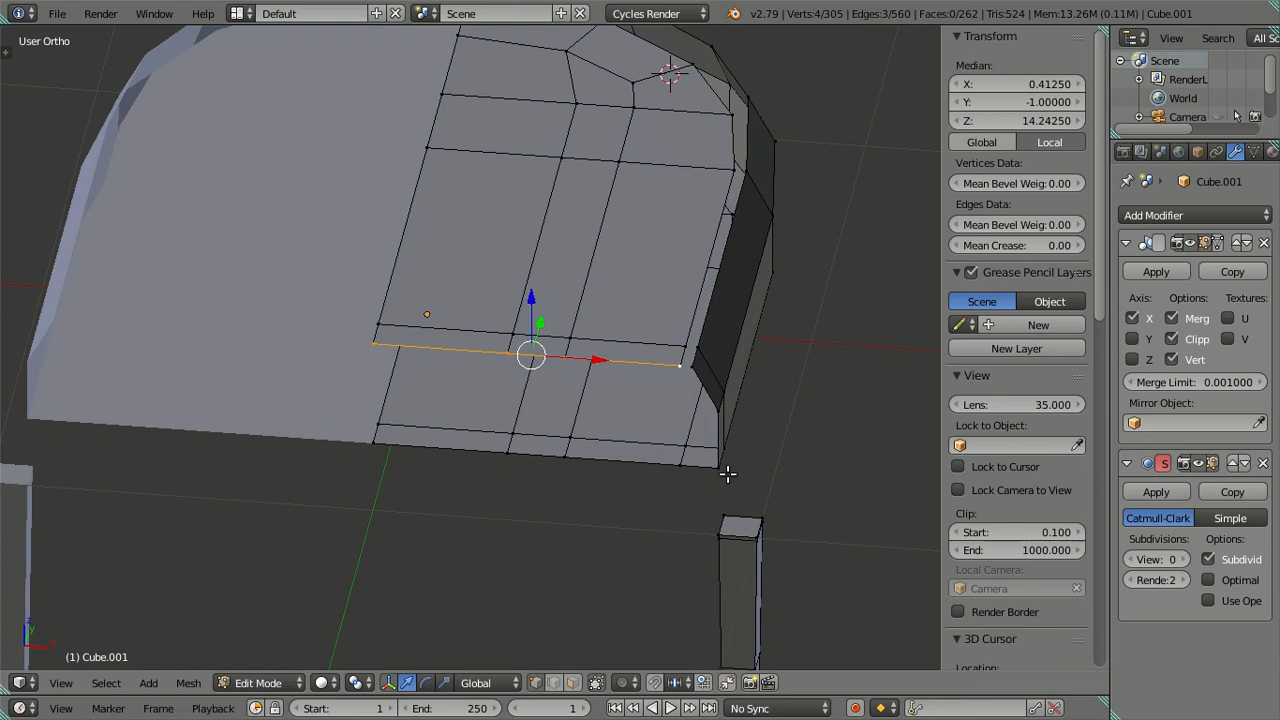 File Render Window Help Default Scene Cycles Render v2.79 | Verts:4/305 | Edges:3/560 | Faces:0/262 | Tris:524 | Mem:13.26M (0.11M) | Cube.001
User Ortho
Transform
Median:
X: 0.41250
Y: -1.00000
Z: 14.24250
Global Local
Vertices Data:
Mean Bevel Weig: 0.00
Edges Data:
Mean Bevel Weig: 0.00
Mean Crease: 0.00
Grease Pencil Layers
Scene Object
New
New Layer
View
Lens: 35.000
Lock to Object:
Lock to Cursor
Lock Camera to View
Clip:
Start: 0.100
End: 1000.000
Local Camera:
Camera
Render Border
3D Cursor
Location:
View Search All Sc
Scene
RenderL
World
Camera
Cube.001
Add Modifier
Apply Copy
Axis: Options: Textures:
X Merg U
Y Clipp V
Z Vert
Merge Limit: 0.001000
Mirror Object:
S
Apply Copy
Catmull-Clark Simple
Subdivisions: Options:
View: 0 Subdivid
Rende: 2 Optimal
Use Ope
z
y
x
(1) Cube.001
View Select Add Mesh Edit Mode Global
View Marker Frame Playback Start: 1 End: 250 1 No Sync